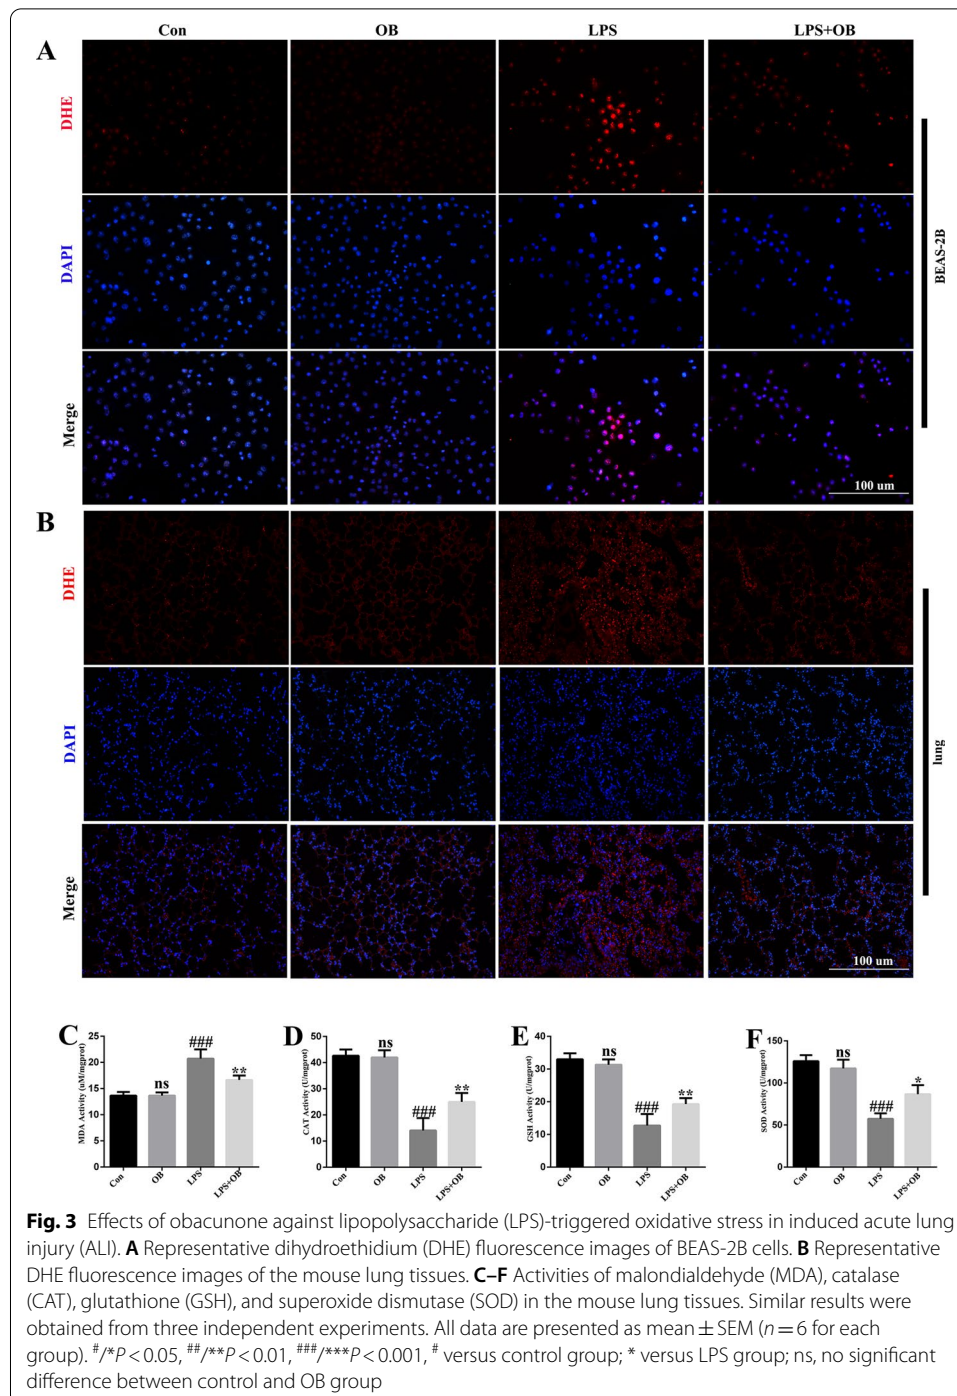 Con OB LPS LPS+OB
A
DHE
DAPI
Merge
BEAS-2B
100 um
B
DHE
DAPI
Merge
lung
100 um
C
MDA Activity (uM/mgprot)
25
20
15
10
5
0
ns
###
**
Con OB LPS LPS+OB
D
CAT Activity (U/mgprot)
60
40
20
0
ns
###
**
Con OB LPS LPS+OB
E
GSH Activity (U/mgprot)
40
30
20
10
0
ns
###
**
Con OB LPS LPS+OB
F
SOD Activity (U/mgprot)
150
100
50
0
ns
###
*
Con OB LPS LPS+OB
Fig. 3 Effects of obacunone against lipopolysaccharide (LPS)-triggered oxidative stress in induced acute lung
injury (ALI). A Representative dihydroethidium (DHE) fluorescence images of BEAS-2B cells. B Representative
DHE fluorescence images of the mouse lung tissues. C–F Activities of malondialdehyde (MDA), catalase
(CAT), glutathione (GSH), and superoxide dismutase (SOD) in the mouse lung tissues. Similar results were
obtained from three independent experiments. All data are presented as mean ± SEM (n = 6 for each
group). #/*P < 0.05, ##/**P < 0.01, ###/***P < 0.001, # versus control group; * versus LPS group; ns, no significant
difference between control and OB group